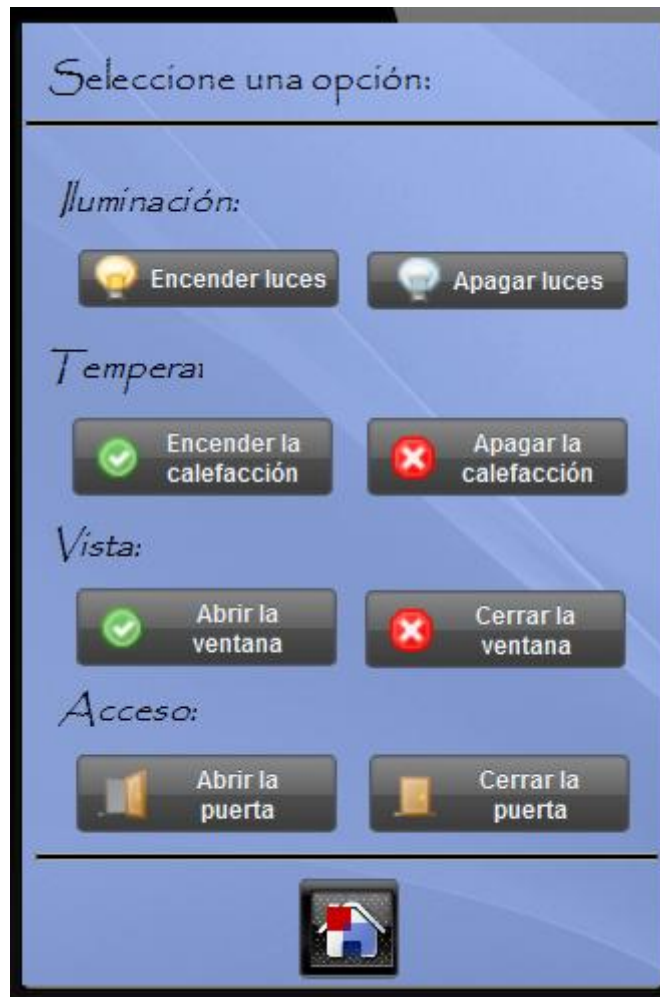 Seleccione una opción:
Iluminación:
Encender luces
Apagar luces
Temperat
Encender la
calefacción
Apagar la
calefacción
Vista:
Abrir la
ventana
Cerrar la
ventana
Acceso:
Abrir la
puerta
Cerrar la
puerta